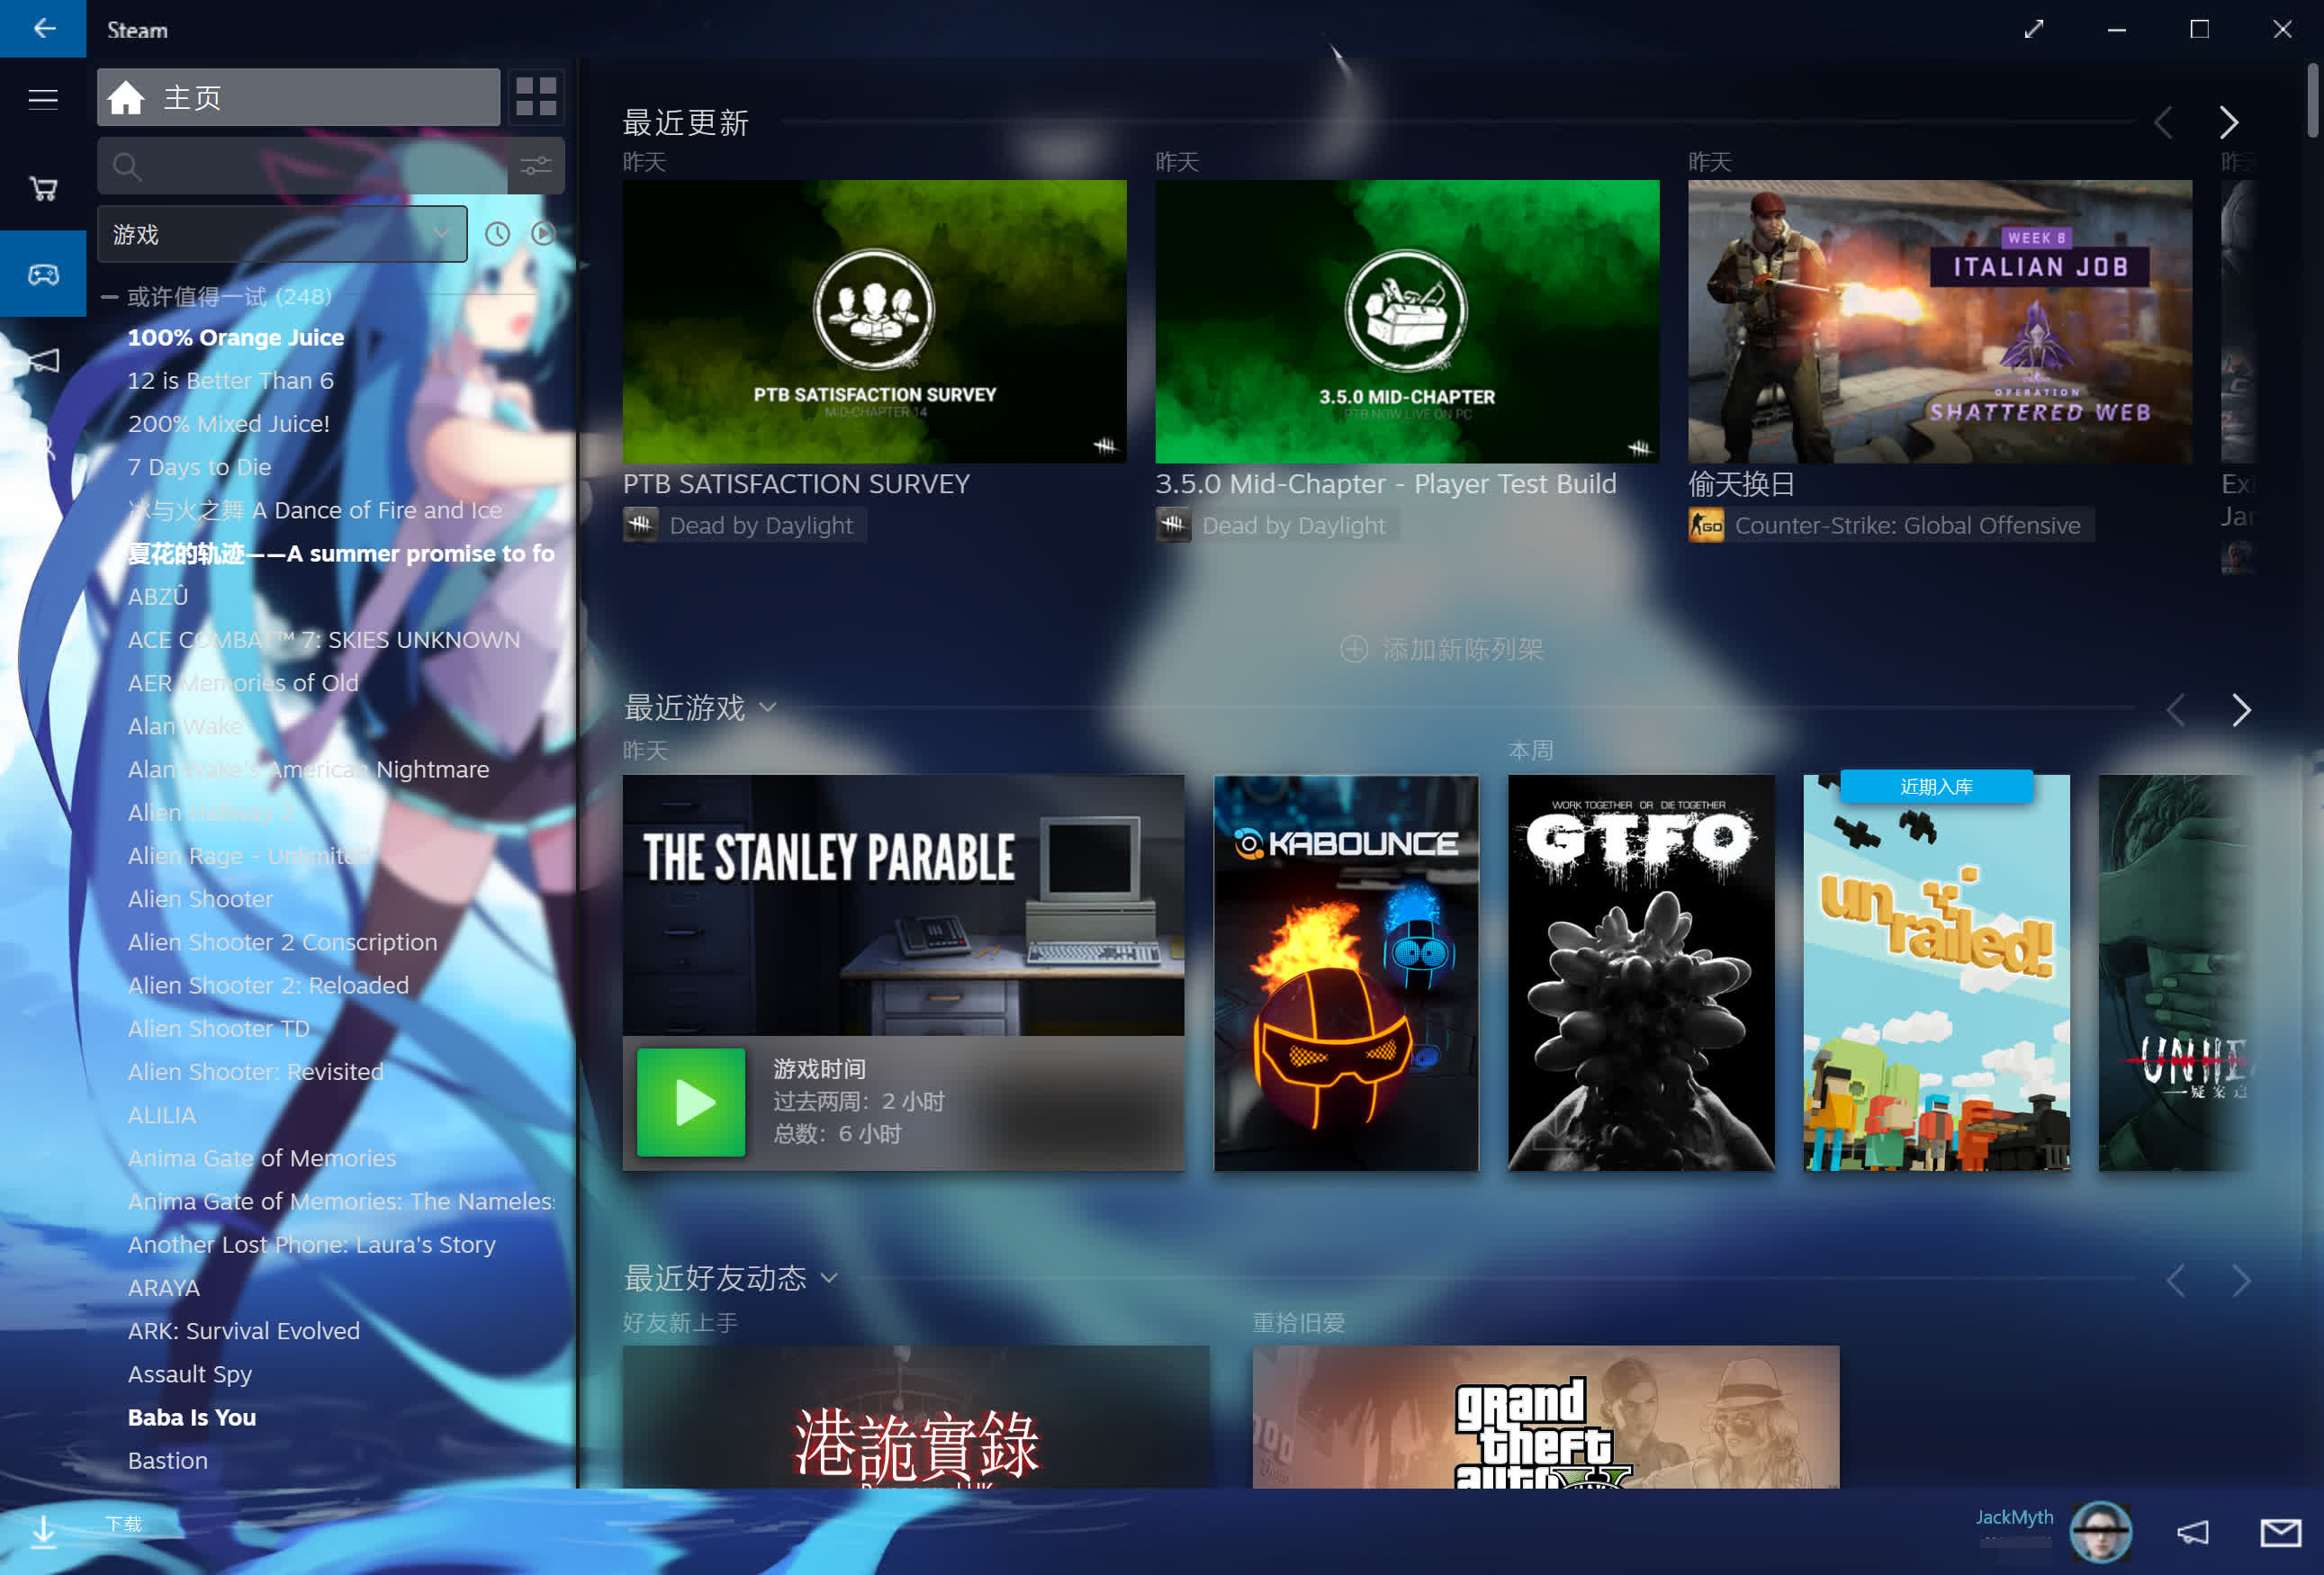 Steam
主页
游戏
或许值得一试 (248)
100% Orange Juice
12 is Better Than 6
200% Mixed Juice!
7 Days to Die
冰与火之舞 A Dance of Fire and Ice
夏花的轨迹——A summer promise to fo
ABZÛ
ACE COMBAT™ 7: SKIES UNKNOWN
AER Memories of Old
Alan Wake
Alan Wake's American Nightmare
Alien Hallway 2
Alien Rage - Unlimited
Alien Shooter
Alien Shooter 2 Conscription
Alien Shooter 2: Reloaded
Alien Shooter TD
Alien Shooter: Revisited
ALILIA
Anima Gate of Memories
Anima Gate of Memories: The Nameless
Another Lost Phone: Laura's Story
ARAYA
ARK: Survival Evolved
Assault Spy
Baba Is You
Bastion
下载
最近更新
昨天
昨天
昨天
PTB SATISFACTION SURVEY
MID-CHAPTER 14
3.5.0 MID-CHAPTER
PTB NOW LIVE ON PC
WEEK 8
ITALIAN JOB
OPERATION
SHATTERED WEB
PTB SATISFACTION SURVEY
Dead by Daylight
3.5.0 Mid-Chapter - Player Test Build
Dead by Daylight
偷天换日
GO
Counter-Strike: Global Offensive
添加新陈列架
最近游戏
昨天
本周
THE STANLEY PARABLE
游戏时间
过去两周：2 小时
总数：6 小时
KABOUNCE
WORK TOGETHER OR DIE TOGETHER
GTFO
近期入库
unrailed!
最近好友动态
好友新上手
重拾旧爱
港詭實錄
grand
theft
auto V
JackMyth